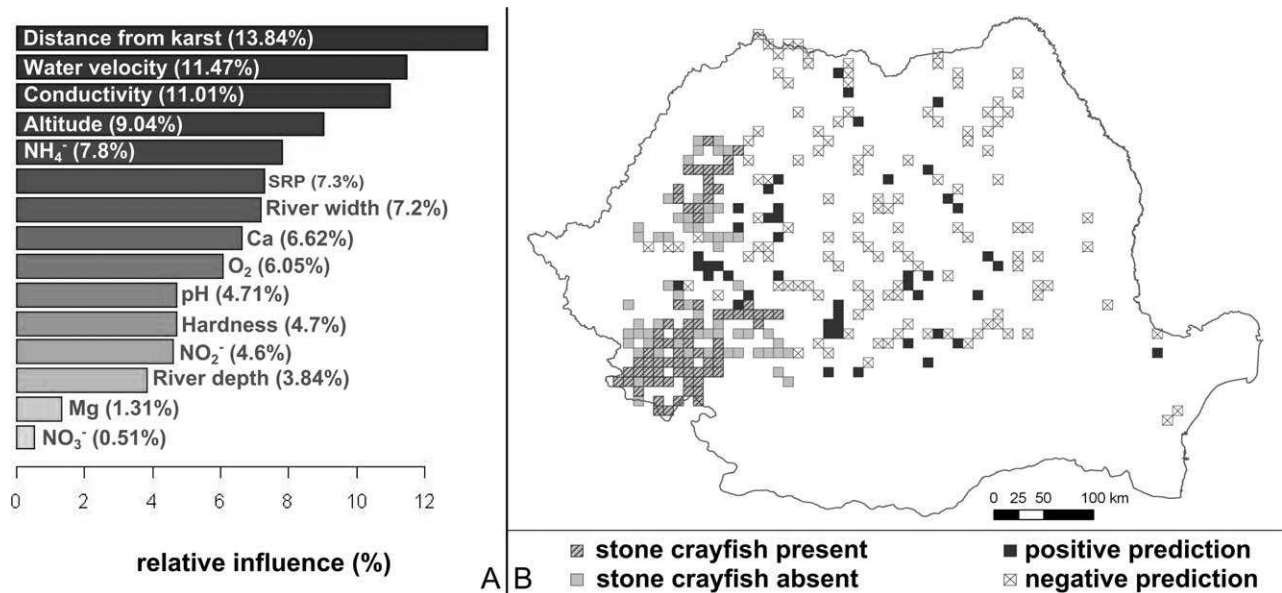 Distance from karst (13.84%)
Water velocity (11.47%)
Conductivity (11.01%)
Altitude (9.04%)
NH₄⁻ (7.8%)
SRP (7.3%)
River width (7.2%)
Ca (6.62%)
O₂ (6.05%)
pH (4.71%)
Hardness (4.7%)
NO₂⁻ (4.6%)
River depth (3.84%)
Mg (1.31%)
NO₃⁻ (0.51%)
0 2 4 6 8 10 12
relative influence (%)
A
0 25 50 100 km
B
stone crayfish present
stone crayfish absent
positive prediction
negative prediction